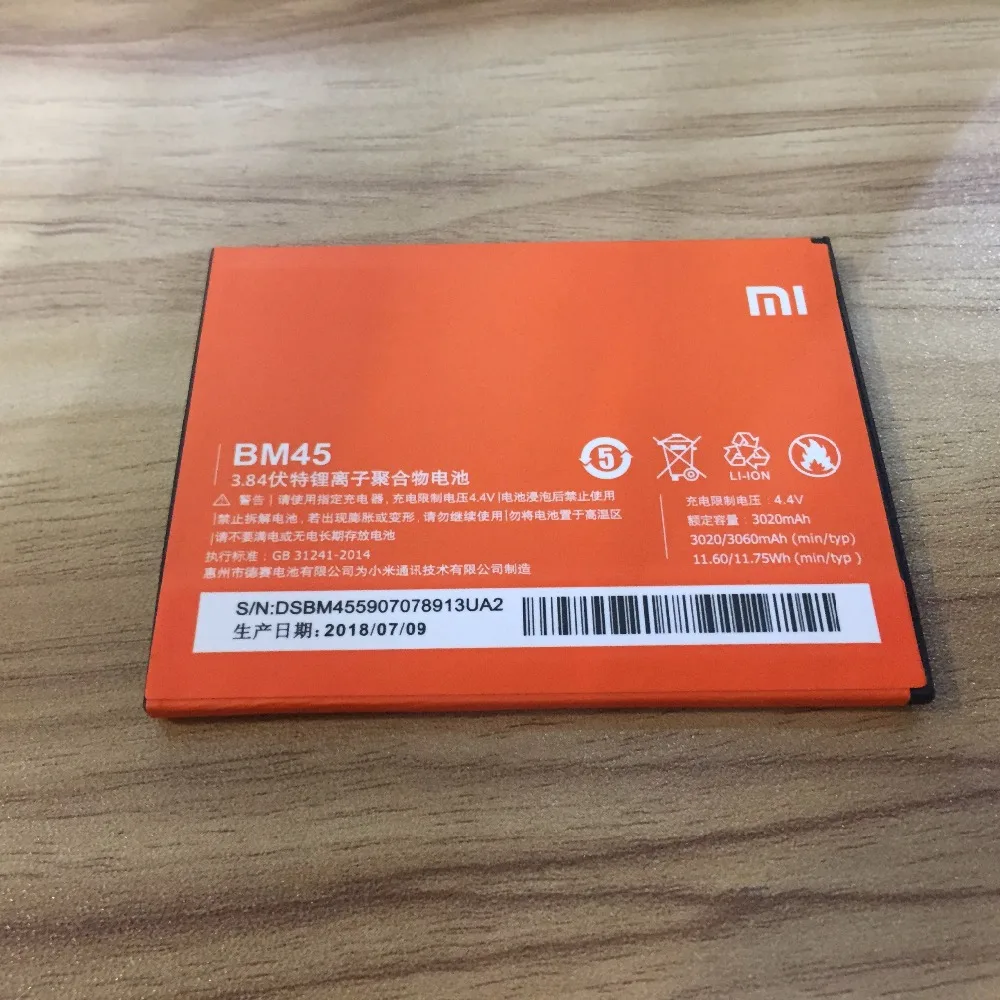 MI
BM45
3.84伏特锂离子聚合物电池
警告|请使用指定充电器,充电限制电压4.4V|电池浸泡后禁止使用
|禁止拆解电池,若出现膨胀或变形,请勿继续使用|勿将电池置于高温区
|请不要满电或无电长期存放电池
执行标准:GB 31241-2014
惠州市德赛电池有限公司为小米通讯技术有限公司制造
5
LI-ION
充电限制电压:4.4V
额定容量:3020mAh
3020/3060mAh (min/typ)
11.60/11.75Wh (min/typ)
S/N:DSBM455907078913UA2
生产日期:2018/07/09